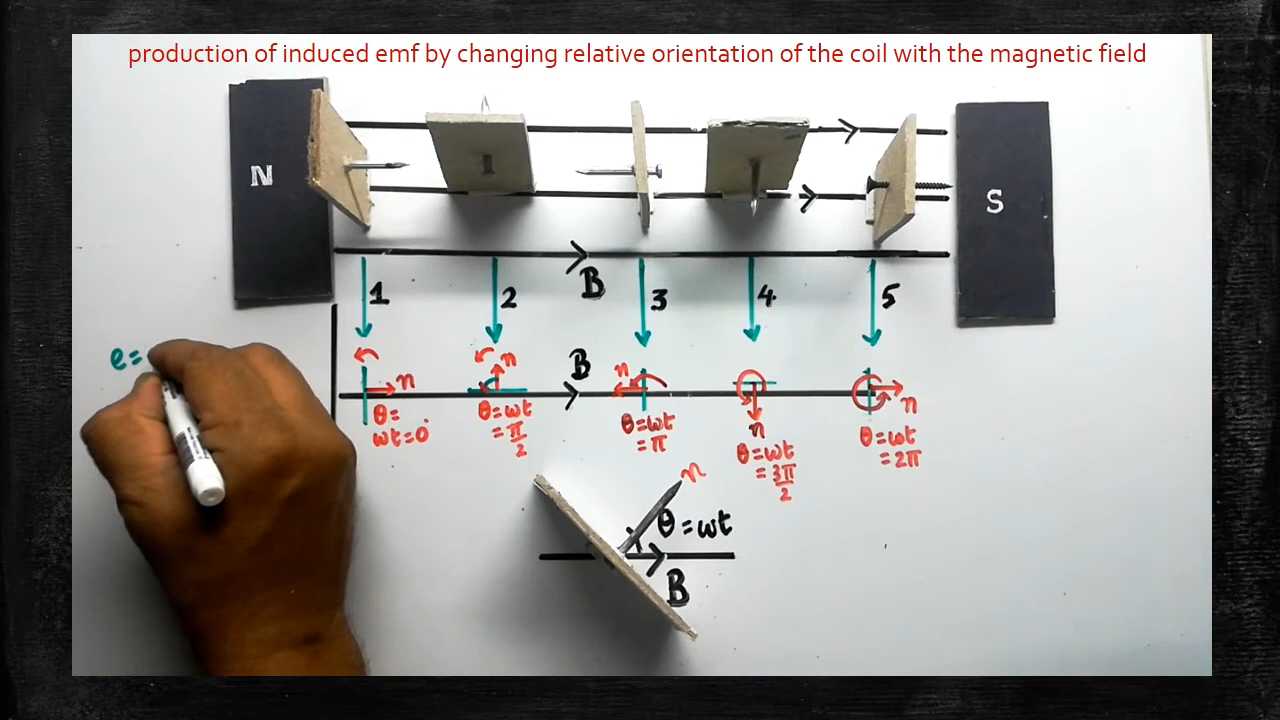 production of induced emf by changing relative orientation of the coil with the magnetic field
N
S
B
1
2
3
4.
5
e=
B
n
θ=
ωt=0°
n
θ=ωt
=π/2
n
θ=ωt
=π
n
θ=ωt
=3π/2
n
θ=ωt
=2π
n
θ=ωt
B